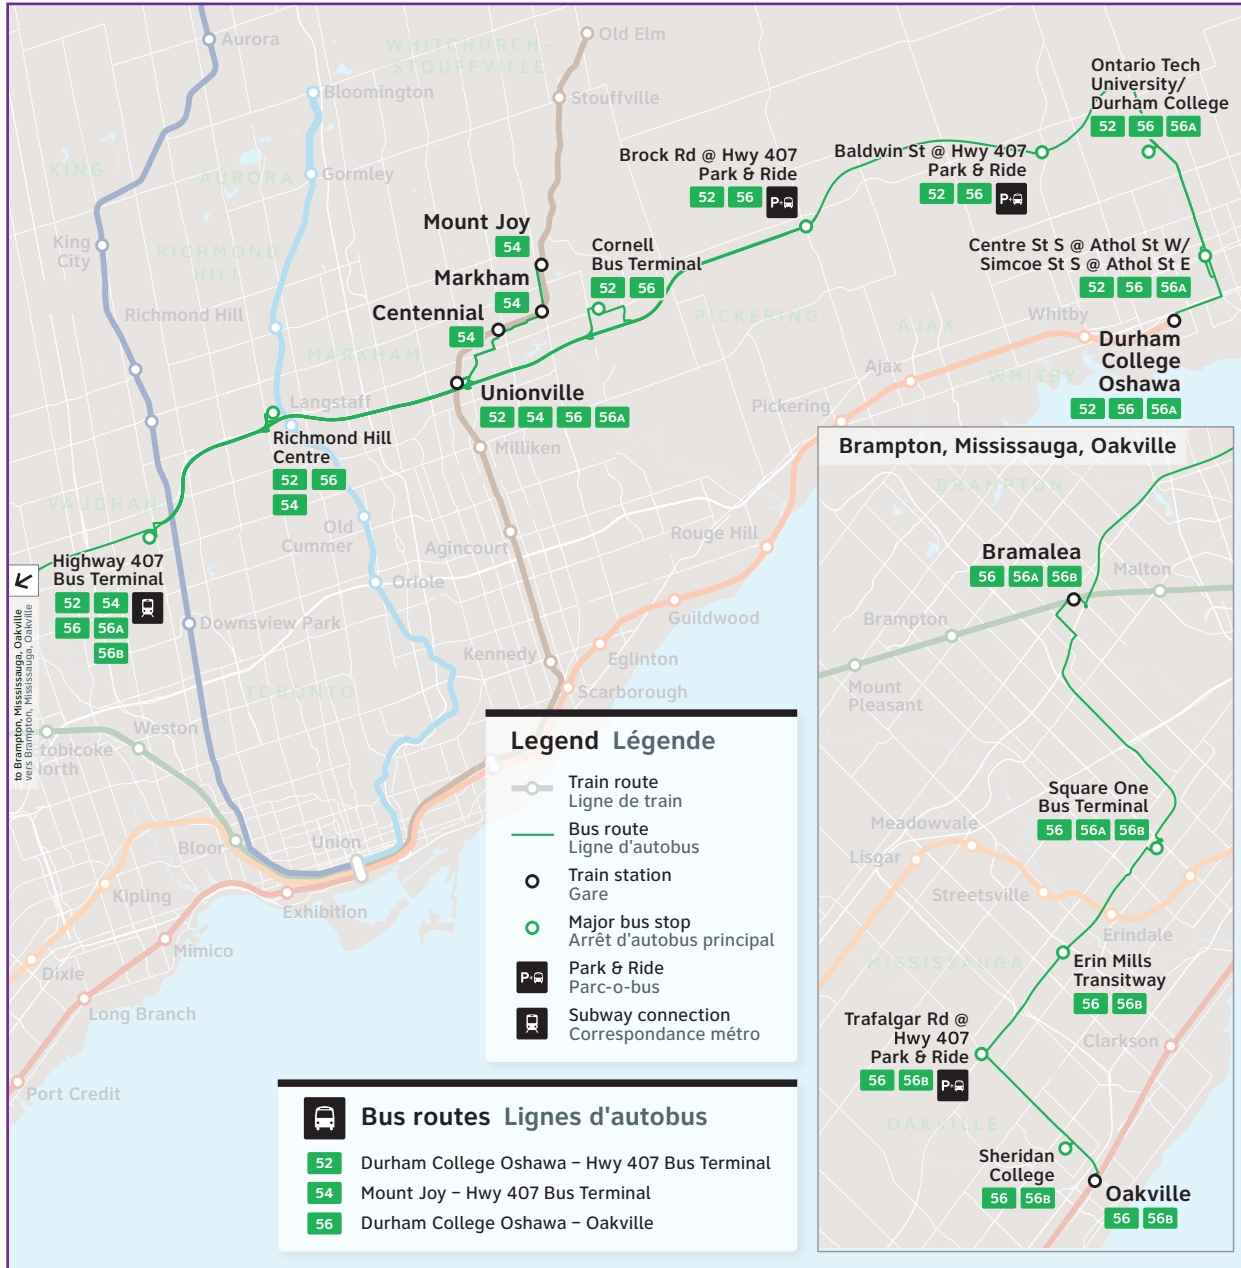 Aurora
WHITCHURCH-
STOUFFVILLE
Old Elm
Bloomington
Stouffville
Ontario Tech
University/
Durham College
52 56 56A
KING
AURORA
Gormley
Brock Rd @ Hwy 407
Park & Ride
52 56 P+
Baldwin St @ Hwy 407
Park & Ride
52 56 P+
King
City
RICHMOND
HILL
Mount Joy
54
Markham
54
Centennial
54
Cornell
Bus Terminal
52 56
Centre St S @ Athol St W/
Simcoe St S @ Athol St E
52 56 56A
Richmond Hill
MARKHAM
PICKERING
AJAX
Whitby
WHITBY
Durham
College
Oshawa
52 56 56A
Ajax
Pickering
Unionville
52 54 56 56A
Langstaff
Richmond Hill
Centre
52 56
54
Milliken
VAUGHAN
Old
Cummer
Agincourt
Rouge Hill
Highway 407
Bus Terminal
52 54
56 56A
56B
to Brampton, Mississauga, Oakville
vers Brampton, Mississauga, Oakville
Oriole
Downsview Park
Guildwood
Kennedy
Eglinton
Scarborough
TORONTO
Weston
Etobicoke
North
Bloor
Union
Kipling
Exhibition
Mimico
Dixie
Long Branch
Port Credit
Legend Légende
Train route
Ligne de train
Bus route
Ligne d'autobus
Train station
Gare
Major bus stop
Arrêt d'autobus principal
P+
Park & Ride
Parc-o-bus
Subway connection
Correspondance métro
Bus routes Lignes d'autobus
52 Durham College Oshawa – Hwy 407 Bus Terminal
54 Mount Joy – Hwy 407 Bus Terminal
56 Durham College Oshawa – Oakville
Brampton, Mississauga, Oakville
BRAMPTON
Bramalea
56 56A 56B
Malton
Brampton
Mount
Pleasant
Square One
Bus Terminal
56 56A 56B
Meadowvale
Lisgar
Streetsville
Erindale
MISSISSAUGA
Erin Mills
Transitway
56 56B
Trafalgar Rd @
Hwy 407
Park & Ride
56 56B P+
Clarkson
OAKVILLE
Sheridan
College
56 56B
Oakville
56 56B